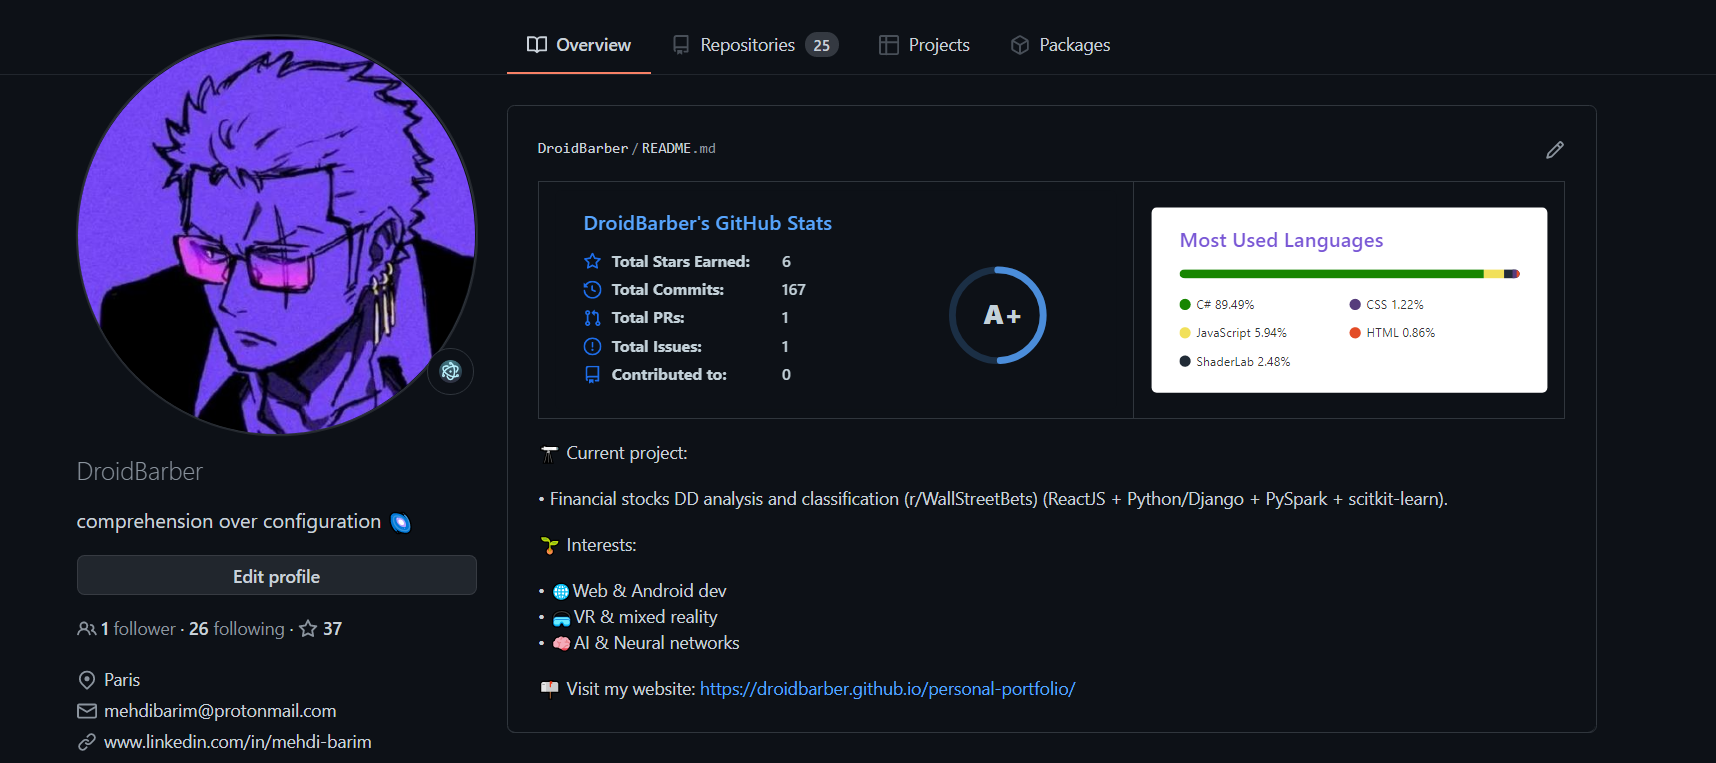 Overview
Repositories 25
Projects
Packages
DroidBarber
comprehension over configuration
Edit profile
1 follower · 26 following · 37
Paris
mehdibarim@protonmail.com
www.linkedin.com/in/mehdi-barim
DroidBarber/README.md
DroidBarber's GitHub Stats
Total Stars Earned: 6
Total Commits: 167
Total PRs: 1
Total Issues: 1
Contributed to: 0
A+
Most Used Languages
C# 89.49%
JavaScript 5.94%
ShaderLab 2.48%
CSS 1.22%
HTML 0.86%
Current project:
• Financial stocks DD analysis and classification (r/WallStreetBets) (ReactJS + Python/Django + PySpark + scitkit-learn).
Interests:
• Web & Android dev
• VR & mixed reality
• AI & Neural networks
Visit my website: https://droidbarber.github.io/personal-portfolio/